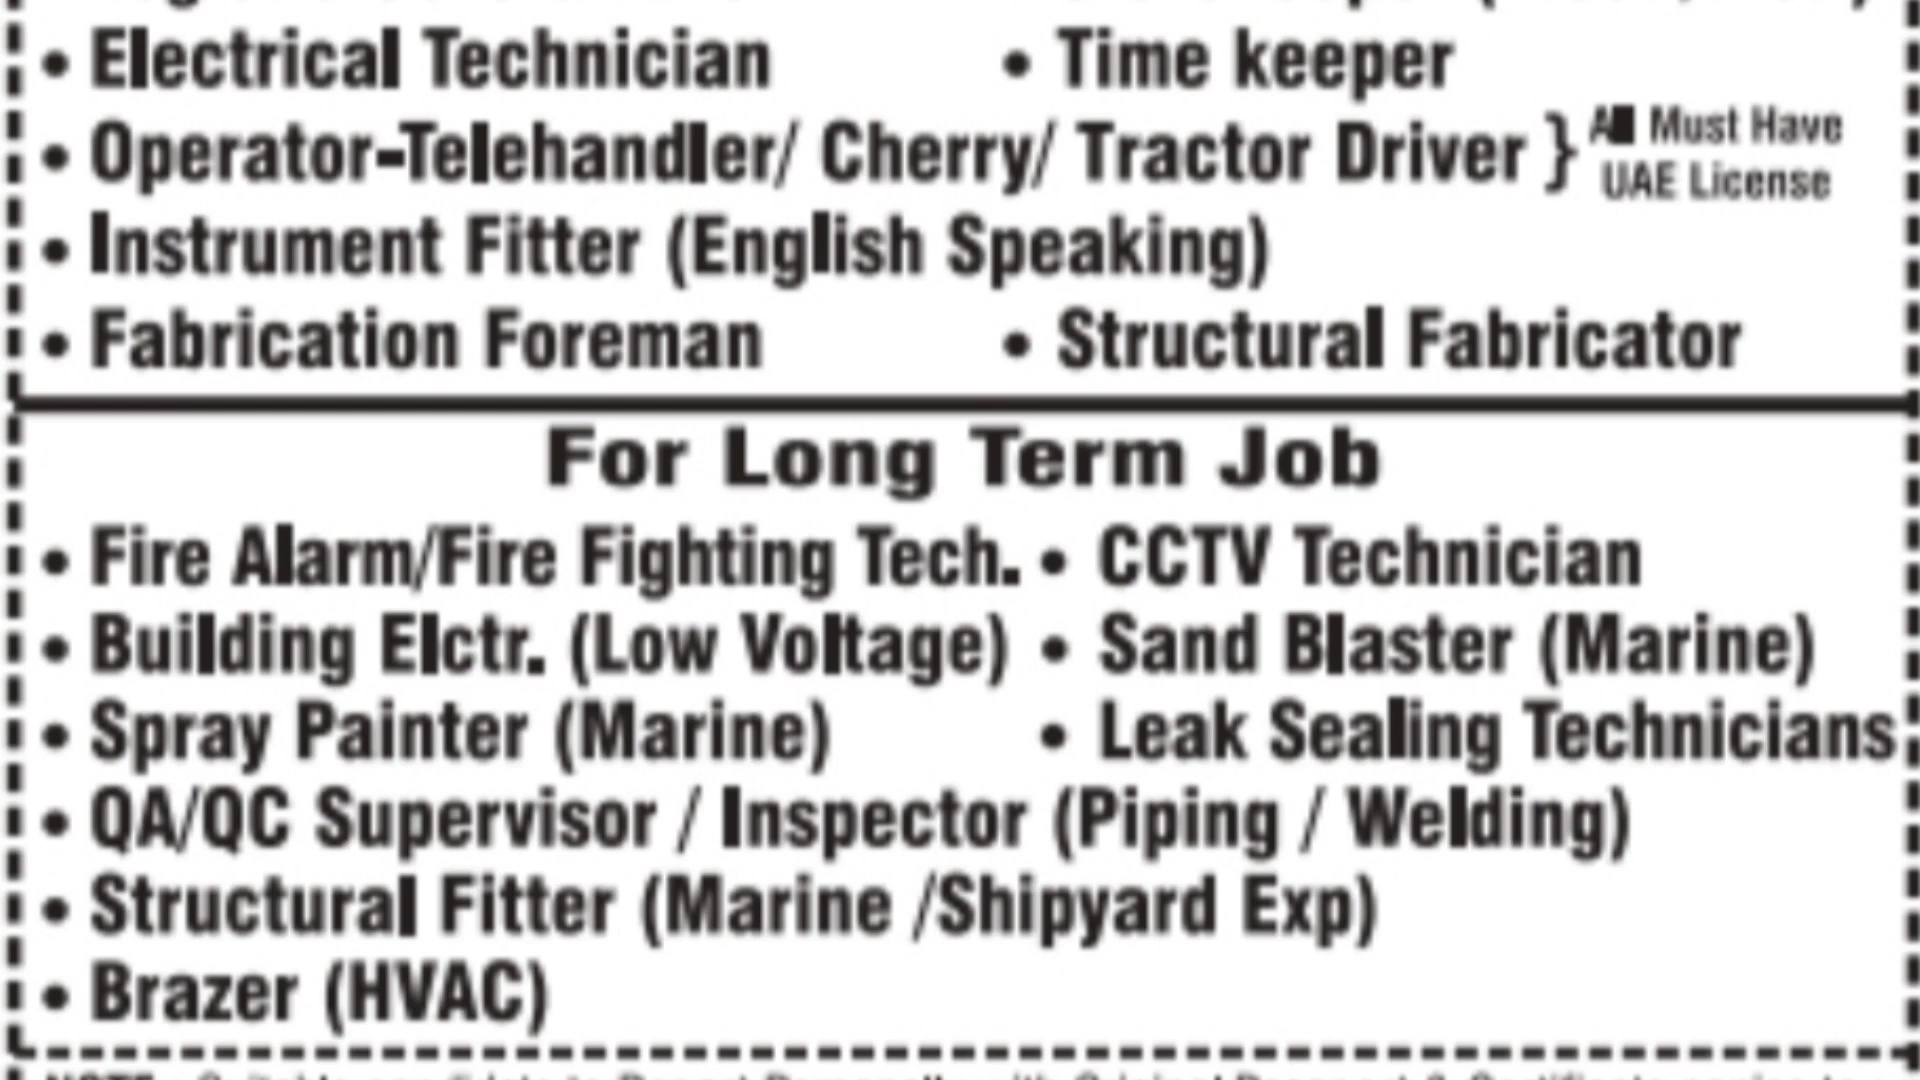 • Electrical Technician • Time keeper
• Operator-Telehandler/ Cherry/ Tractor Driver } All Must Have
UAE License
• Instrument Fitter (English Speaking)
• Fabrication Foreman • Structural Fabricator
For Long Term Job
• Fire Alarm/Fire Fighting Tech. • CCTV Technician
• Building Elctr. (Low Voltage) • Sand Blaster (Marine)
• Spray Painter (Marine) • Leak Sealing Technicians
• QA/QC Supervisor / Inspector (Piping / Welding)
• Structural Fitter (Marine /Shipyard Exp)
• Brazer (HVAC)